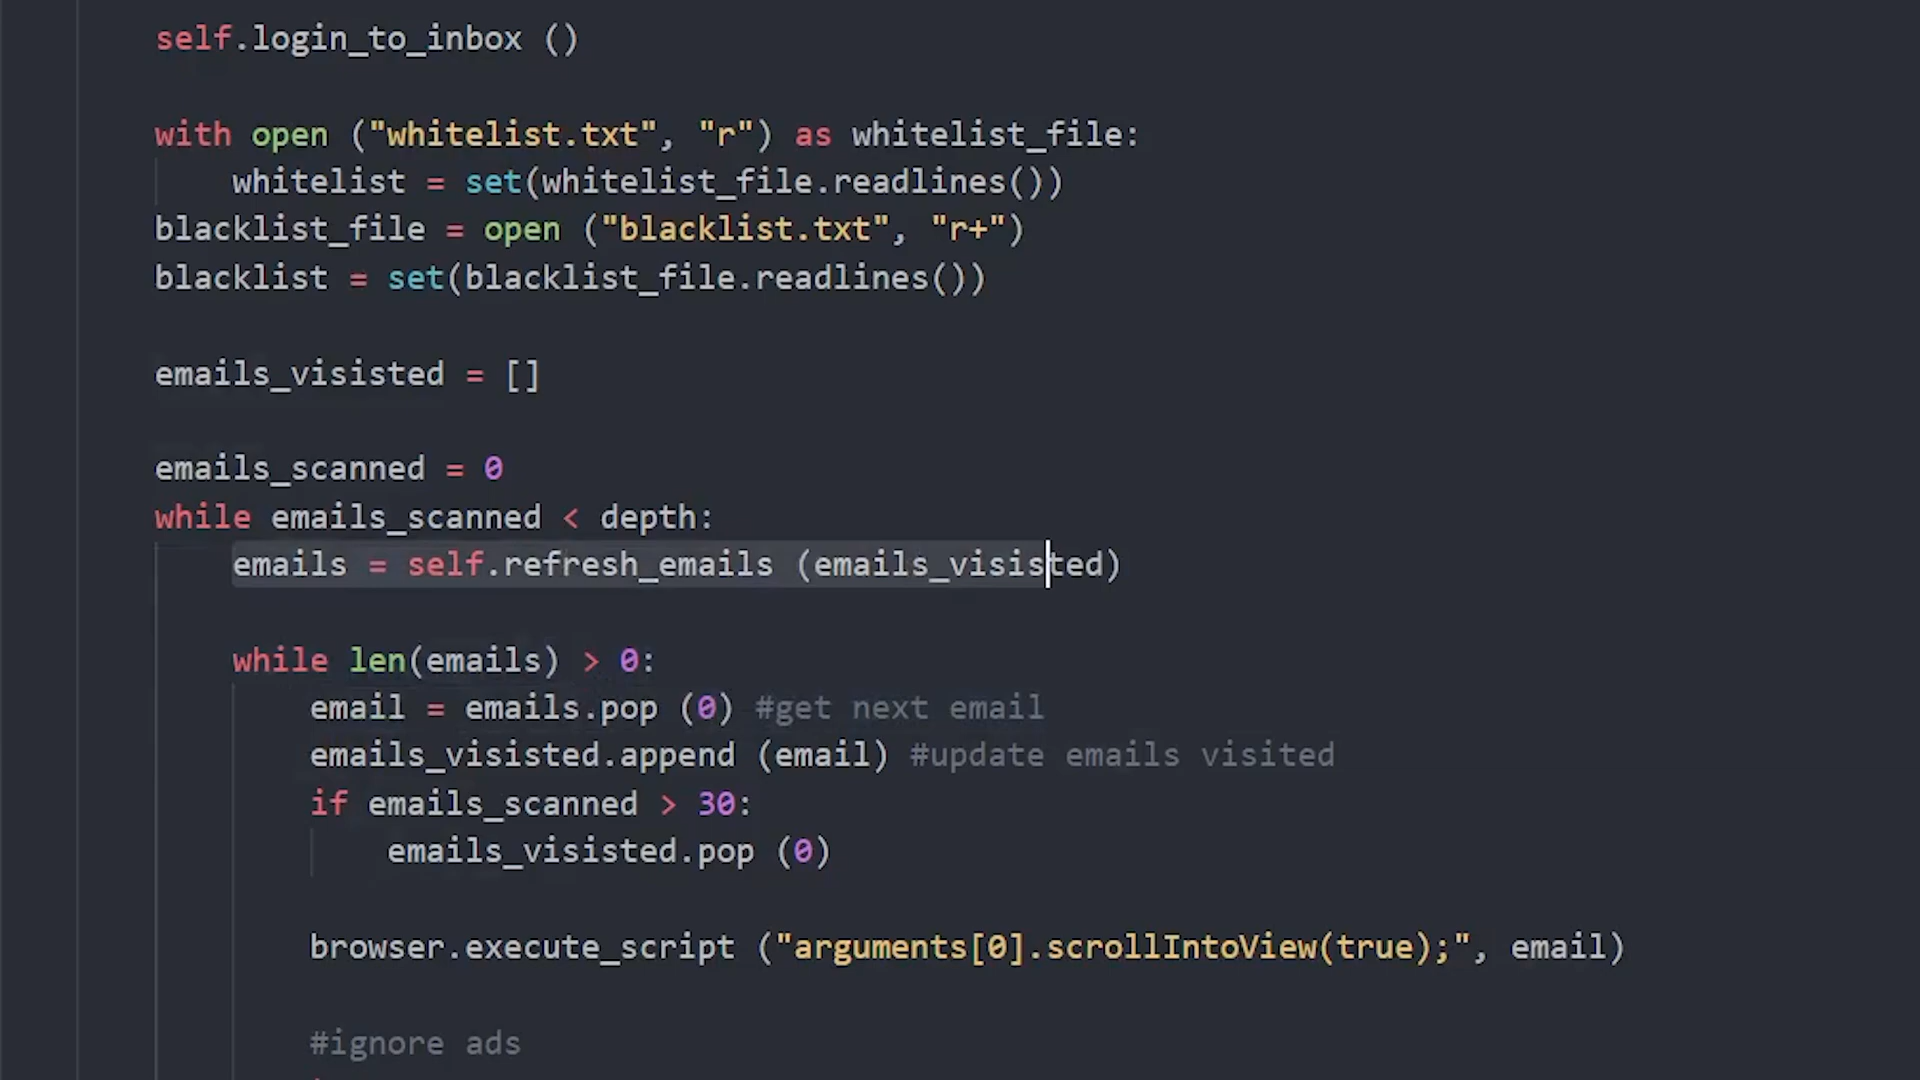 self.login_to_inbox ()
with open ("whitelist.txt", "r") as whitelist_file:
whitelist = set(whitelist_file.readlines())
blacklist_file = open ("blacklist.txt", "r+")
blacklist = set(blacklist_file.readlines())
emails_visisted = []
emails_scanned = 0
while emails_scanned < depth:
emails = self.refresh_emails (emails_visisted)
while len(emails) > 0:
email = emails.pop (0) #get next email
emails_visisted.append (email) #update emails visited
if emails_scanned > 30:
emails_visisted.pop (0)
browser.execute_script ("arguments[0].scrollIntoView(true);", email)
#ignore ads